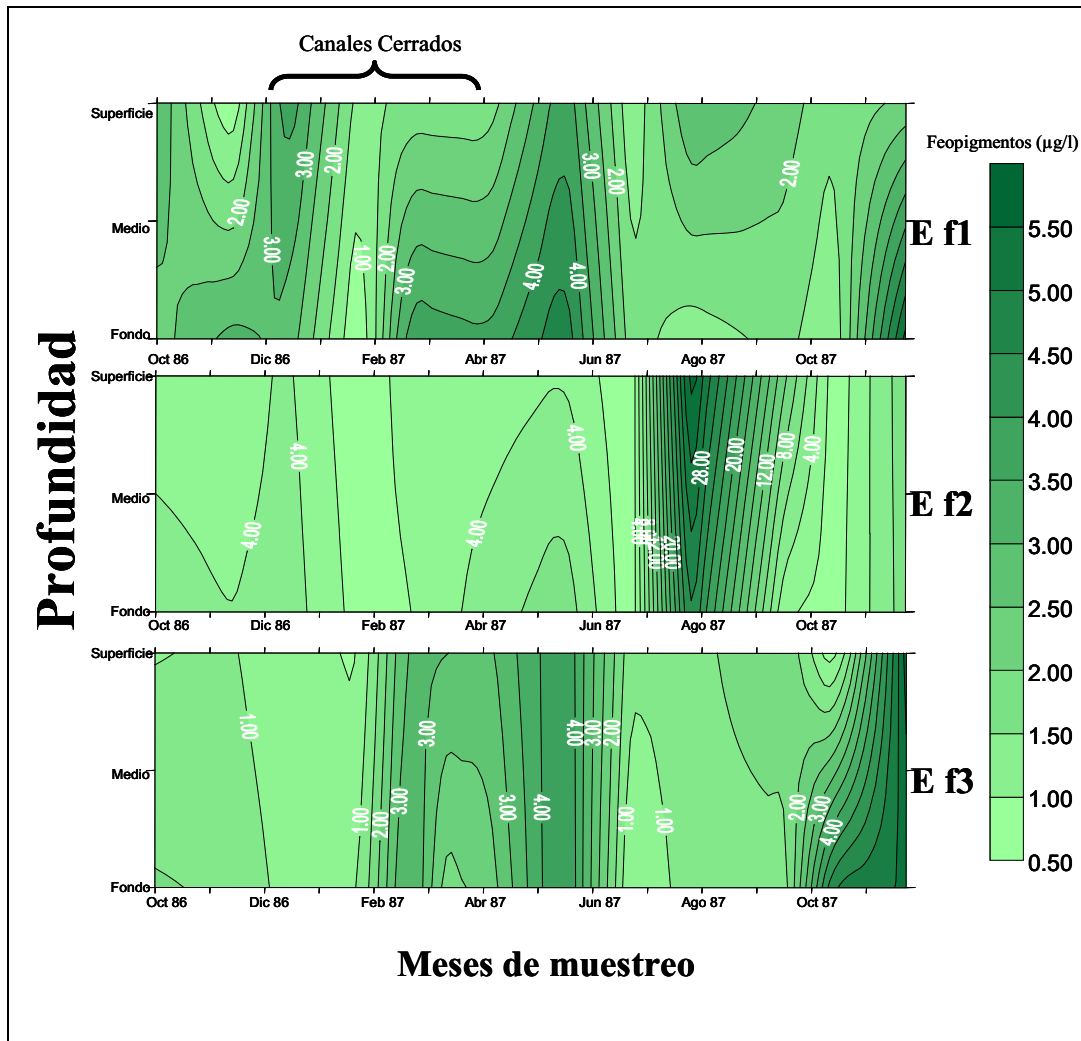 Canales Cerrados
Superficie
Medio
Fondo
3.00
2.00
2.00
3.00
1.00
2.00
3.00
4.00
4.00
3.00
2.00
2.00
Oct 86
Dic 86
Feb 87
Abr 87
Jun 87
Ago 87
Oct 87
E f1
Superficie
Medio
Fondo
4.00
4.00
4.00
4.00
28.00
20.00
12.00
8.00
4.00
Oct 86
Dic 86
Feb 87
Abr 87
Jun 87
Ago 87
Oct 87
E f2
Superficie
Medio
Fondo
1.00
1.00
2.00
3.00
3.00
3.00
4.00
4.00
3.00
2.00
1.00
1.00
2.00
3.00
4.00
Oct 86
Dic 86
Feb 87
Abr 87
Jun 87
Ago 87
Oct 87
E f3
Profundidad
Meses de muestreo
Feopigmentos (µg/l)
5.50
5.00
4.50
4.00
3.50
3.00
2.50
2.00
1.50
1.00
0.50